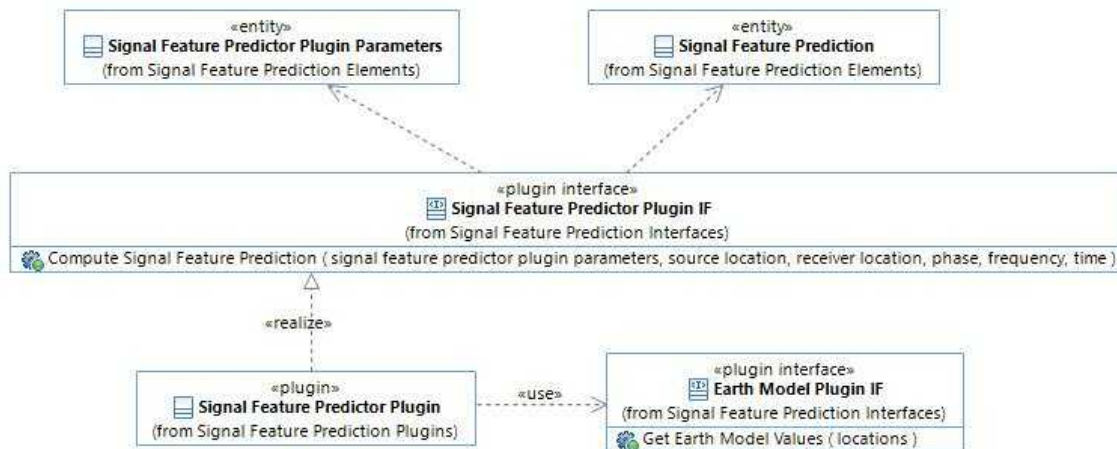 «entity»
Signal Feature Predictor Plugin Parameters
(from Signal Feature Prediction Elements)
«entity»
Signal Feature Prediction
(from Signal Feature Prediction Elements)
«plugin interface»
Signal Feature Predictor Plugin IF
(from Signal Feature Prediction Interfaces)
Compute Signal Feature Prediction ( signal feature predictor plugin parameters, source location, receiver location, phase, frequency, time )
«realize»
«plugin»
Signal Feature Predictor Plugin
(from Signal Feature Prediction Plugins)
«use»
«plugin interface»
Earth Model Plugin IF
(from Signal Feature Prediction Interfaces)
Get Earth Model Values ( locations )